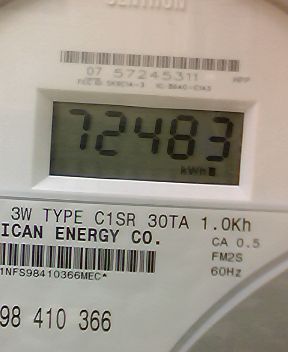 CENTRON
07 57245311
72483
kWh
3W TYPE C1SR 30TA 1.0Kh
ICAN ENERGY CO.
CA 0.5
FM2S
1NFS98410366MEC*
60Hz
98 410 366